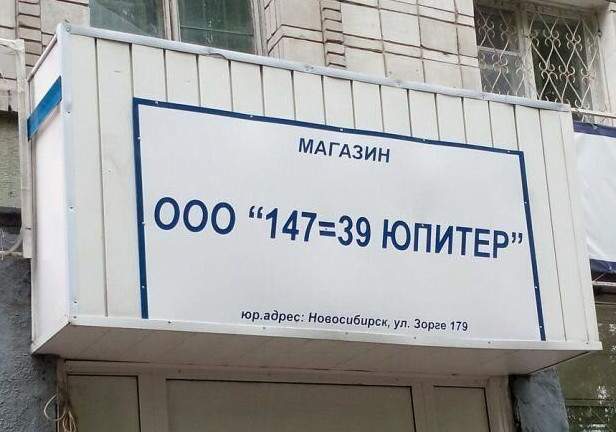 МАГАЗИН
ООО “147=39 ЮПИТЕР”
юр.адрес: Новосибирск, ул. Зорге 179